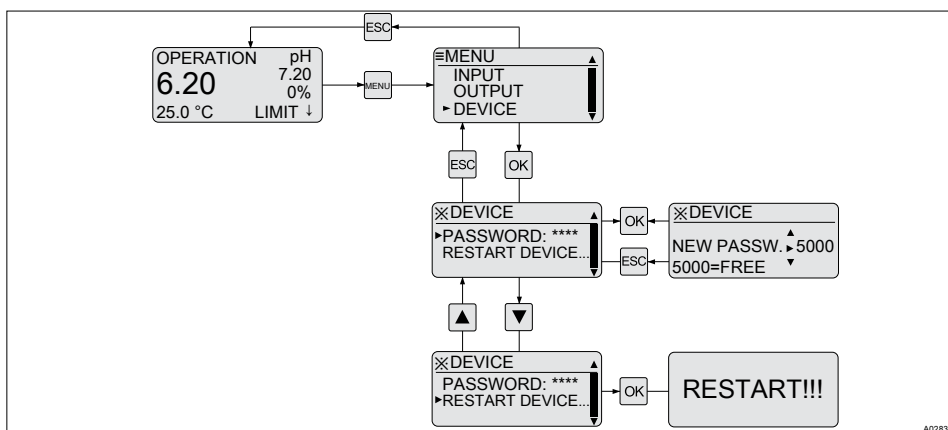 ESC
OPERATION pH
6.20 7.20
0%
25.0 °C LIMIT ↓
MENU
≡MENU
INPUT
OUTPUT
►DEVICE
ESC
OK
※DEVICE
►PASSWORD: ****
RESTART DEVICE...
OK
ESC
※DEVICE
NEW PASSW. ►5000
5000=FREE
▲
▼
※DEVICE
PASSWORD: ****
►RESTART DEVICE...
OK
RESTART!!!
A0283